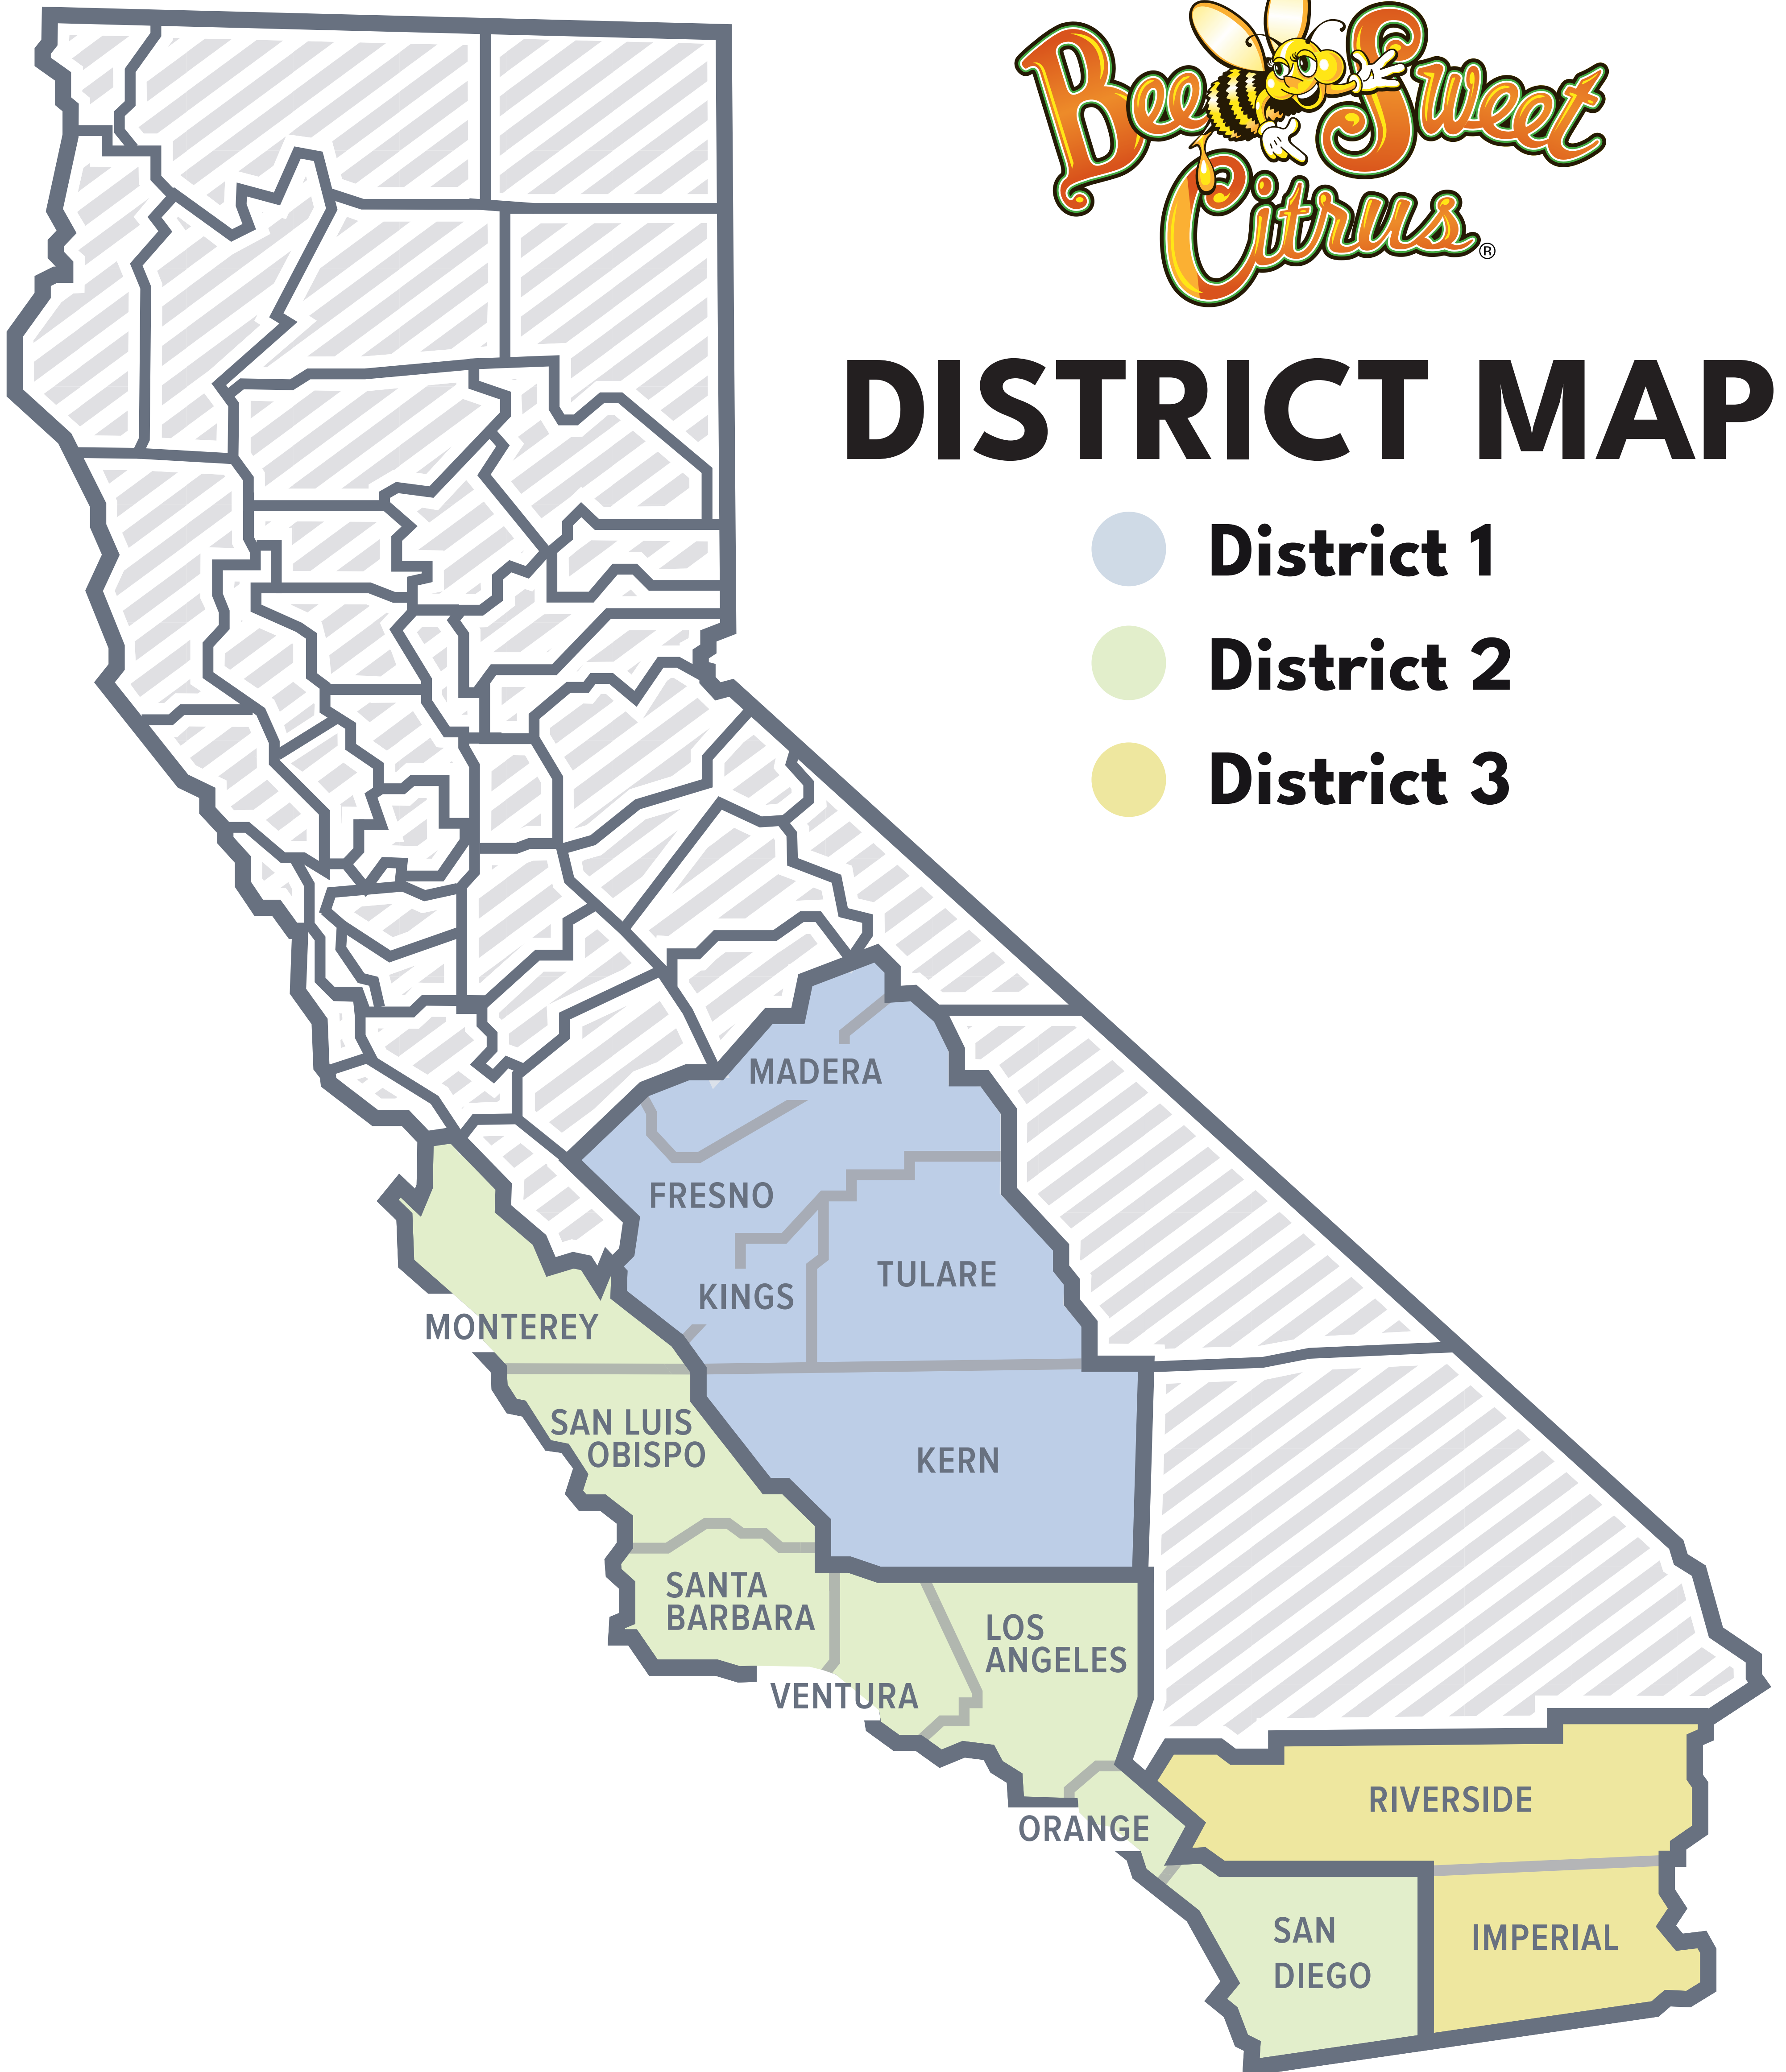 Bee Sweet
Citrus®
DISTRICT MAP
District 1
District 2
District 3
MADERA
FRESNO
TULARE
KINGS
MONTEREY
SAN LUIS
OBISPO
KERN
SANTA
BARBARA
LOS
ANGELES
VENTURA
RIVERSIDE
ORANGE
SAN
DIEGO
IMPERIAL